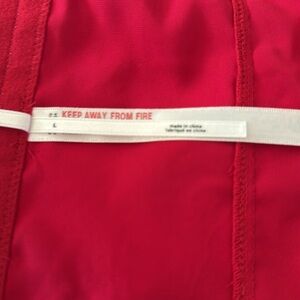 KEEP AWAY FROM FIRE
L
made in china
fabriqué en chine